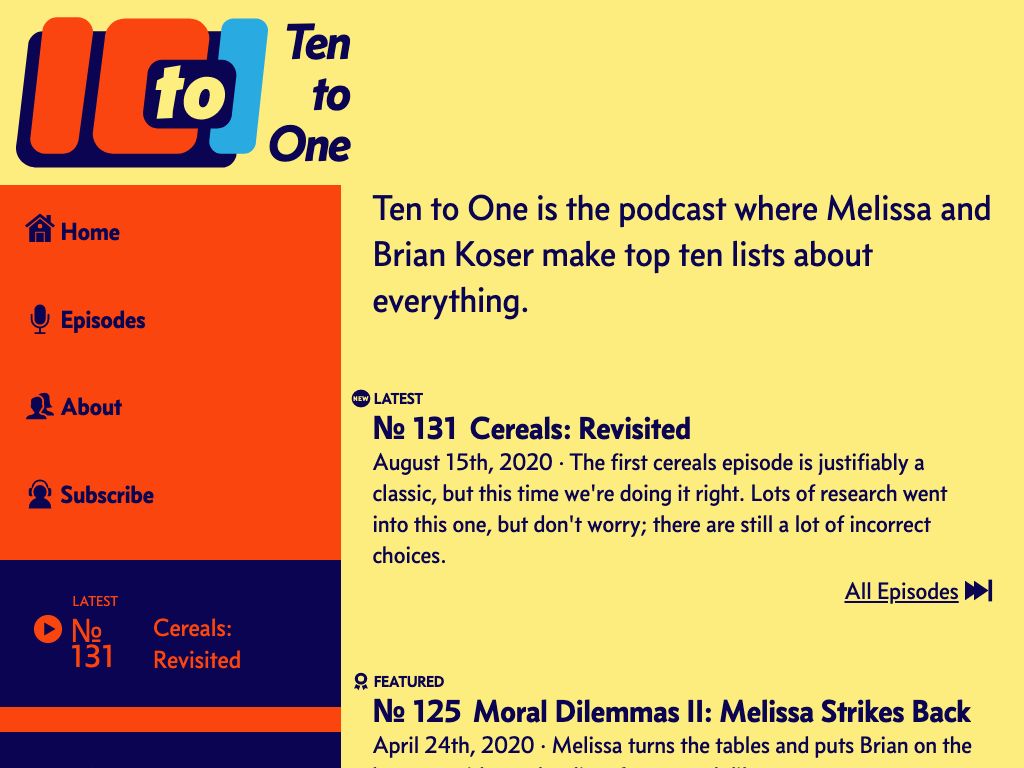 to
Ten
to
One
Home
Episodes
About
Subscribe
LATEST
№
131
Cereals:
Revisited
Ten to One is the podcast where Melissa and
Brian Koser make top ten lists about
everything.
NEW LATEST
№ 131 Cereals: Revisited
August 15th, 2020 · The first cereals episode is justifiably a
classic, but this time we're doing it right. Lots of research went
into this one, but don't worry; there are still a lot of incorrect
choices.
All Episodes
FEATURED
№ 125 Moral Dilemmas II: Melissa Strikes Back
April 24th, 2020 · Melissa turns the tables and puts Brian on the